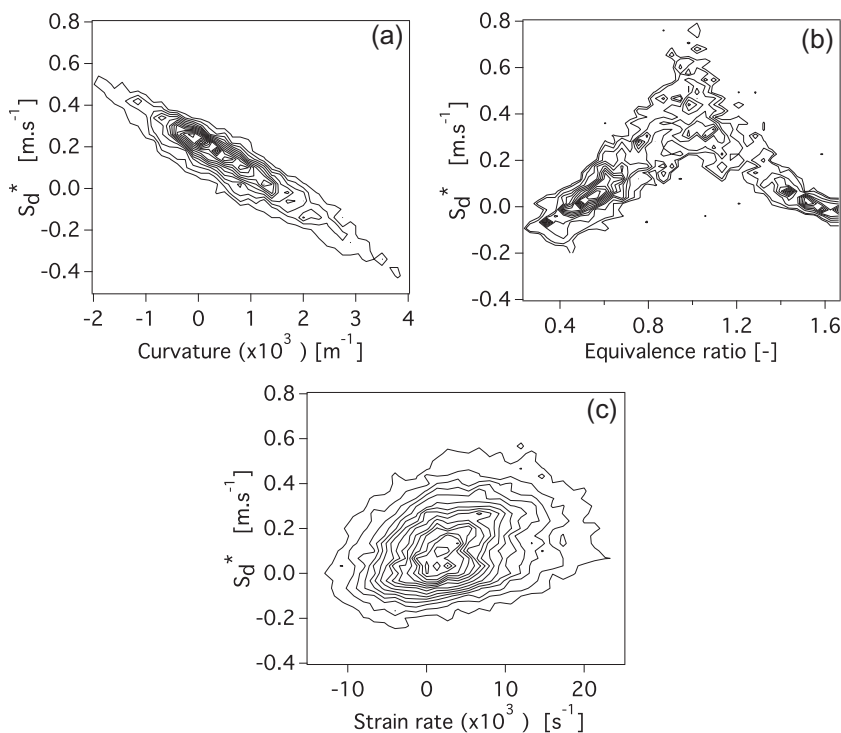 (a)
0.8
0.6
0.4
0.2
0.0
-0.2
-0.4
S_d* [m.s⁻¹]
-2 -1 0 1 2 3 4
Curvature (x10³ ) [m⁻¹]
(b)
0.8
0.6
0.4
0.2
0.0
-0.2
-0.4
S_d* [m.s⁻¹]
0.4 0.8 1.2 1.6
Equivalence ratio [-]
(c)
0.8
0.6
0.4
0.2
0.0
-0.2
-0.4
S_d* [m.s⁻¹]
-10 0 10 20
Strain rate (x10³ ) [s⁻¹]